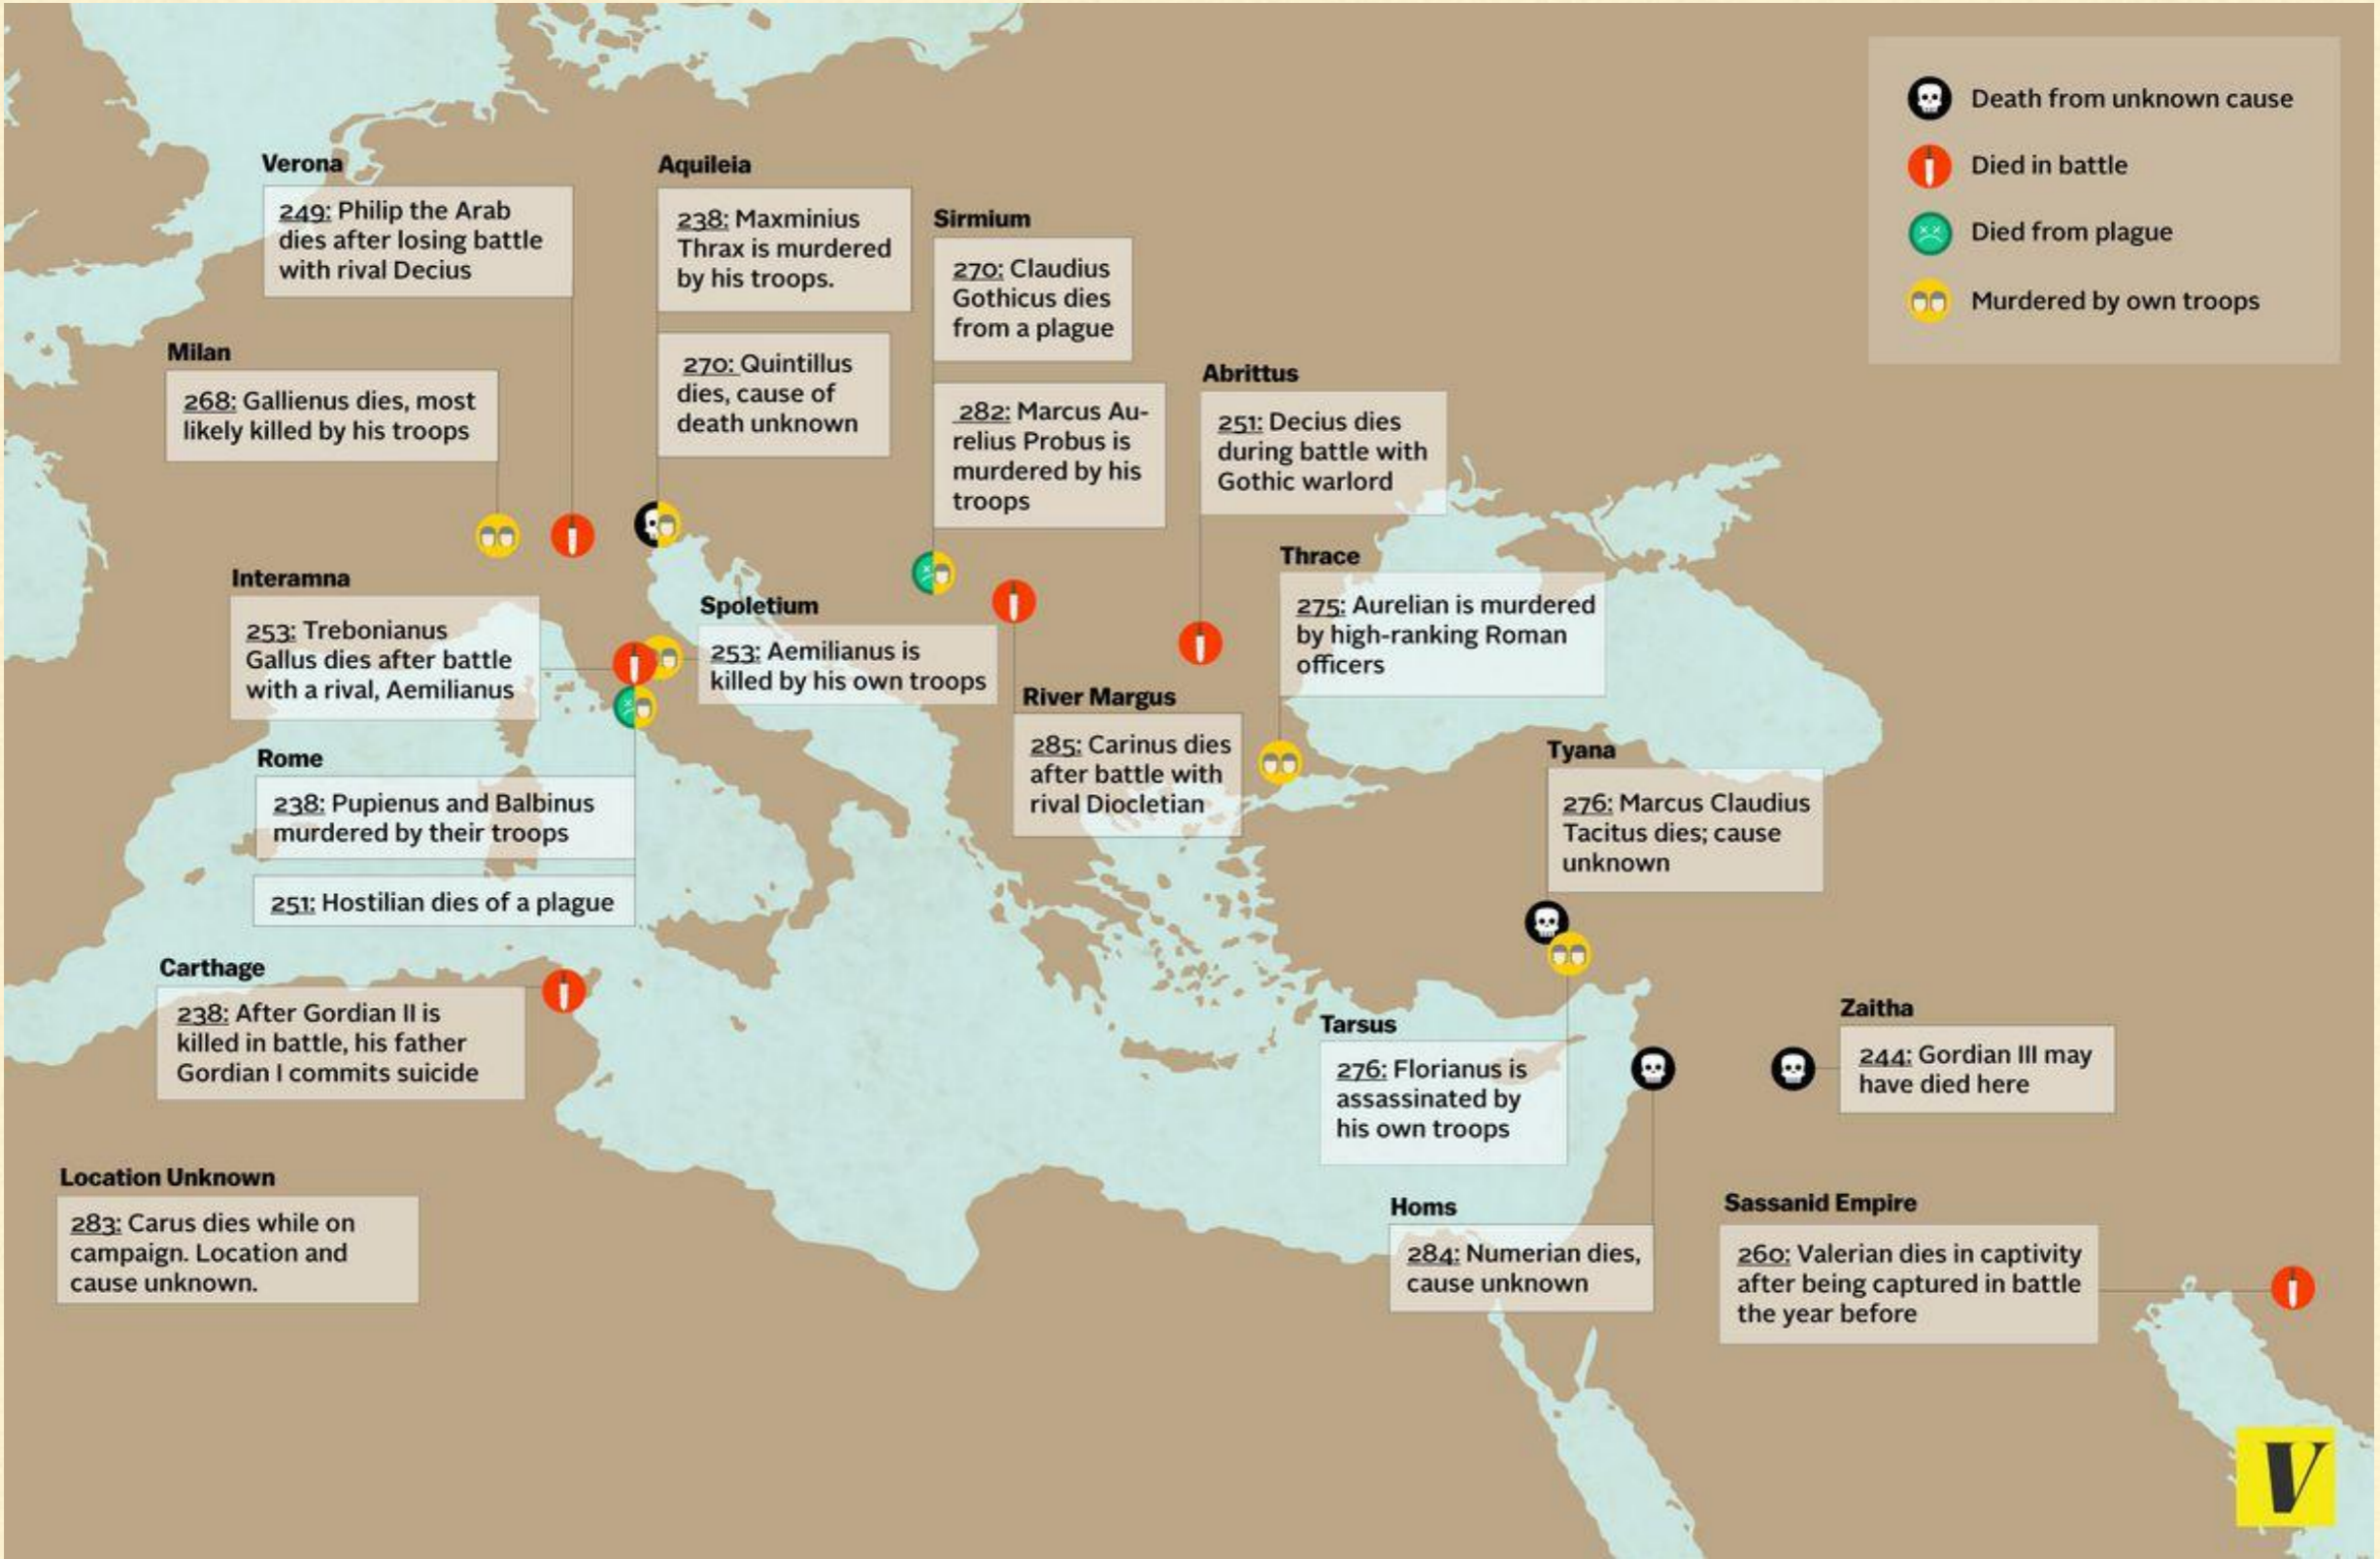 Death from unknown cause
Died in battle
Died from plague
Murdered by own troops
Verona
249: Philip the Arab
dies after losing battle
with rival Decius
Aquileia
238: Maxminius
Thrax is murdered
by his troops.
270: Quintillus
dies, cause of
death unknown
Sirmium
270: Claudius
Gothicus dies
from a plague
282: Marcus Au-
relius Probus is
murdered by his
troops
Milan
268: Gallienus dies, most
likely killed by his troops
Abrittus
251: Decius dies
during battle with
Gothic warlord
Thrace
275: Aurelian is murdered
by high-ranking Roman
officers
Interamna
253: Trebonianus
Gallus dies after battle
with a rival, Aemilianus
Spoletium
253: Aemilianus is
killed by his own troops
River Margus
285: Carinus dies
after battle with
rival Diocletian
Rome
238: Pupienus and Balbinus
murdered by their troops
251: Hostilian dies of a plague
Tyana
276: Marcus Claudius
Tacitus dies; cause
unknown
Carthage
238: After Gordian II is
killed in battle, his father
Gordian I commits suicide
Tarsus
276: Florianus is
assassinated by
his own troops
Zaitha
244: Gordian III may
have died here
Location Unknown
283: Carus dies while on
campaign. Location and
cause unknown.
Homs
284: Numerian dies,
cause unknown
Sassanid Empire
260: Valerian dies in captivity
after being captured in battle
the year before
V